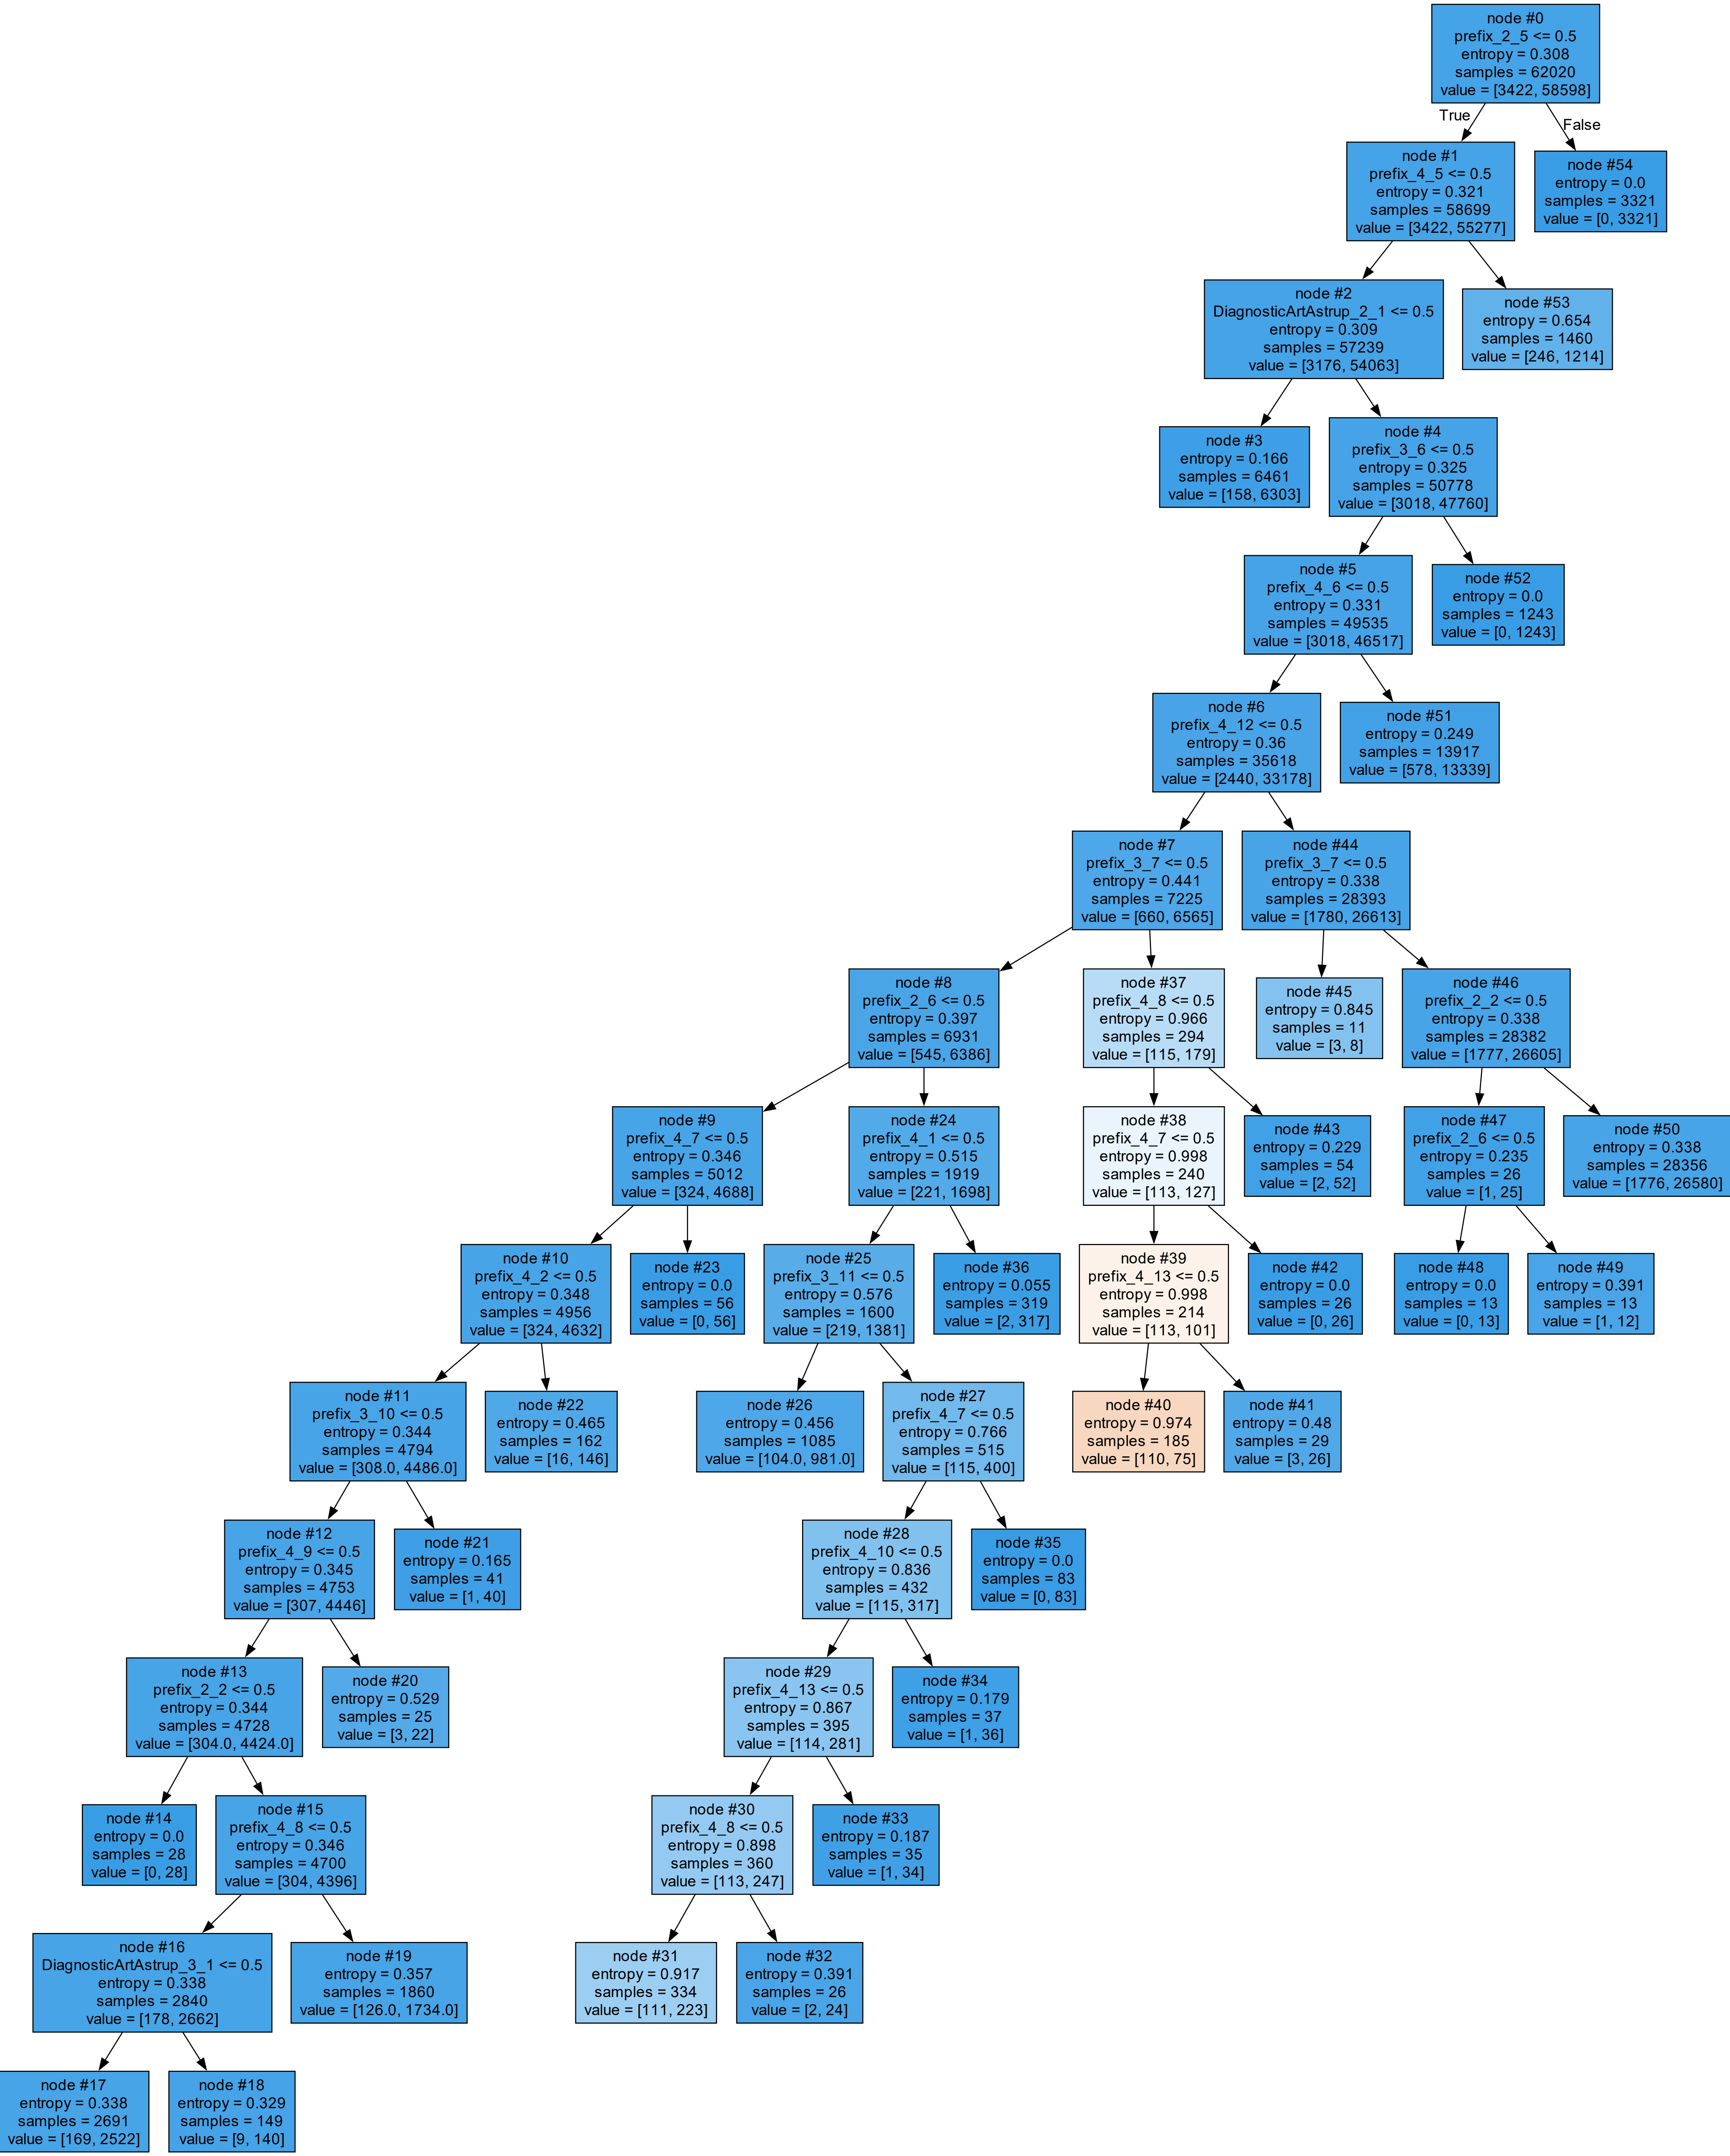 node #0
prefix_2_5 <= 0.5
entropy = 0.308
samples = 62020
value = [3422, 58598]
True
False
node #1
prefix_4_5 <= 0.5
entropy = 0.321
samples = 58699
value = [3422, 55277]
node #54
entropy = 0.0
samples = 3321
value = [0, 3321]
node #2
DiagnosticArtAstrup_2_1 <= 0.5
entropy = 0.309
samples = 57239
value = [3176, 54063]
node #53
entropy = 0.654
samples = 1460
value = [246, 1214]
node #3
entropy = 0.166
samples = 6461
value = [158, 6303]
node #4
prefix_3_6 <= 0.5
entropy = 0.325
samples = 50778
value = [3018, 47760]
node #5
prefix_4_6 <= 0.5
entropy = 0.331
samples = 49535
value = [3018, 46517]
node #52
entropy = 0.0
samples = 1243
value = [0, 1243]
node #6
prefix_4_12 <= 0.5
entropy = 0.36
samples = 35618
value = [2440, 33178]
node #51
entropy = 0.249
samples = 13917
value = [578, 13339]
node #7
prefix_3_7 <= 0.5
entropy = 0.441
samples = 7225
value = [660, 6565]
node #44
prefix_3_7 <= 0.5
entropy = 0.338
samples = 28393
value = [1780, 26613]
node #8
prefix_2_6 <= 0.5
entropy = 0.397
samples = 6931
value = [545, 6386]
node #37
prefix_4_8 <= 0.5
entropy = 0.966
samples = 294
value = [115, 179]
node #45
entropy = 0.845
samples = 11
value = [3, 8]
node #46
prefix_2_2 <= 0.5
entropy = 0.338
samples = 28382
value = [1777, 26605]
node #9
prefix_4_7 <= 0.5
entropy = 0.346
samples = 5012
value = [324, 4688]
node #24
prefix_4_1 <= 0.5
entropy = 0.515
samples = 1919
value = [221, 1698]
node #38
prefix_4_7 <= 0.5
entropy = 0.998
samples = 240
value = [113, 127]
node #43
entropy = 0.229
samples = 54
value = [2, 52]
node #47
prefix_2_6 <= 0.5
entropy = 0.235
samples = 26
value = [1, 25]
node #50
entropy = 0.338
samples = 28356
value = [1776, 26580]
node #10
prefix_4_2 <= 0.5
entropy = 0.348
samples = 4956
value = [324, 4632]
node #23
entropy = 0.0
samples = 56
value = [0, 56]
node #25
prefix_3_11 <= 0.5
entropy = 0.576
samples = 1600
value = [219, 1381]
node #36
entropy = 0.055
samples = 319
value = [2, 317]
node #39
prefix_4_13 <= 0.5
entropy = 0.998
samples = 214
value = [113, 101]
node #42
entropy = 0.0
samples = 26
value = [0, 26]
node #48
entropy = 0.0
samples = 13
value = [0, 13]
node #49
entropy = 0.391
samples = 13
value = [1, 12]
node #11
prefix_3_10 <= 0.5
entropy = 0.344
samples = 4794
value = [308.0, 4486.0]
node #22
entropy = 0.465
samples = 162
value = [16, 146]
node #26
entropy = 0.456
samples = 1085
value = [104.0, 981.0]
node #27
prefix_4_7 <= 0.5
entropy = 0.766
samples = 515
value = [115, 400]
node #40
entropy = 0.974
samples = 185
value = [110, 75]
node #41
entropy = 0.48
samples = 29
value = [3, 26]
node #12
prefix_4_9 <= 0.5
entropy = 0.345
samples = 4753
value = [307, 4446]
node #21
entropy = 0.165
samples = 41
value = [1, 40]
node #28
prefix_4_10 <= 0.5
entropy = 0.836
samples = 432
value = [115, 317]
node #35
entropy = 0.0
samples = 83
value = [0, 83]
node #13
prefix_2_2 <= 0.5
entropy = 0.344
samples = 4728
value = [304.0, 4424.0]
node #20
entropy = 0.529
samples = 25
value = [3, 22]
node #29
prefix_4_13 <= 0.5
entropy = 0.867
samples = 395
value = [114, 281]
node #34
entropy = 0.179
samples = 37
value = [1, 36]
node #14
entropy = 0.0
samples = 28
value = [0, 28]
node #15
prefix_4_8 <= 0.5
entropy = 0.346
samples = 4700
value = [304, 4396]
node #30
prefix_4_8 <= 0.5
entropy = 0.898
samples = 360
value = [113, 247]
node #33
entropy = 0.187
samples = 35
value = [1, 34]
node #16
DiagnosticArtAstrup_3_1 <= 0.5
entropy = 0.338
samples = 2840
value = [178, 2662]
node #19
entropy = 0.357
samples = 1860
value = [126.0, 1734.0]
node #31
entropy = 0.917
samples = 334
value = [111, 223]
node #32
entropy = 0.391
samples = 26
value = [2, 24]
node #17
entropy = 0.338
samples = 2691
value = [169, 2522]
node #18
entropy = 0.329
samples = 149
value = [9, 140]